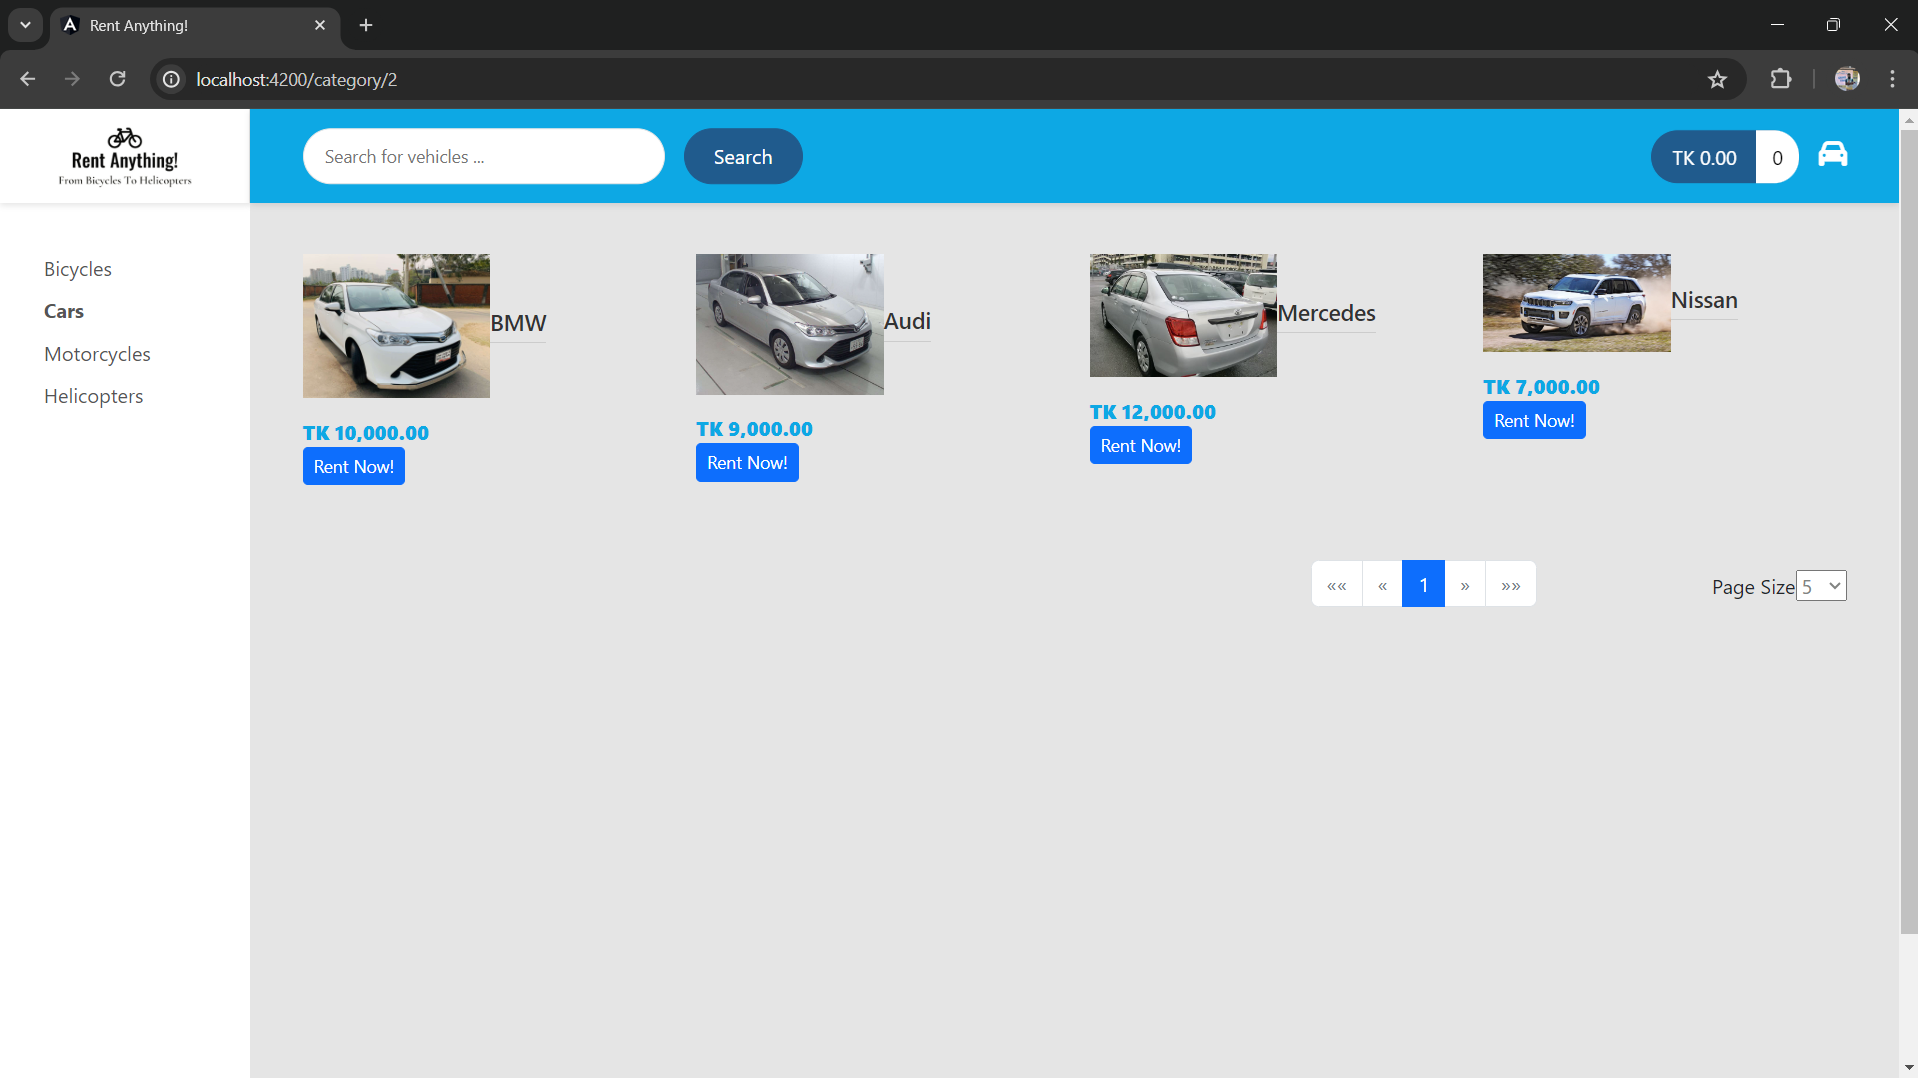 Rent Anything!
localhost:4200/category/2
Rent Anything!
From Bicycles To Helicopters
Search for vehicles ...
Search
TK 0.00 0
Bicycles
Cars
Motorcycles
Helicopters
BMW
TK 10,000.00
Rent Now!
Audi
TK 9,000.00
Rent Now!
Mercedes
TK 12,000.00
Rent Now!
Nissan
TK 7,000.00
Rent Now!
«« « 1 » »»
Page Size 5